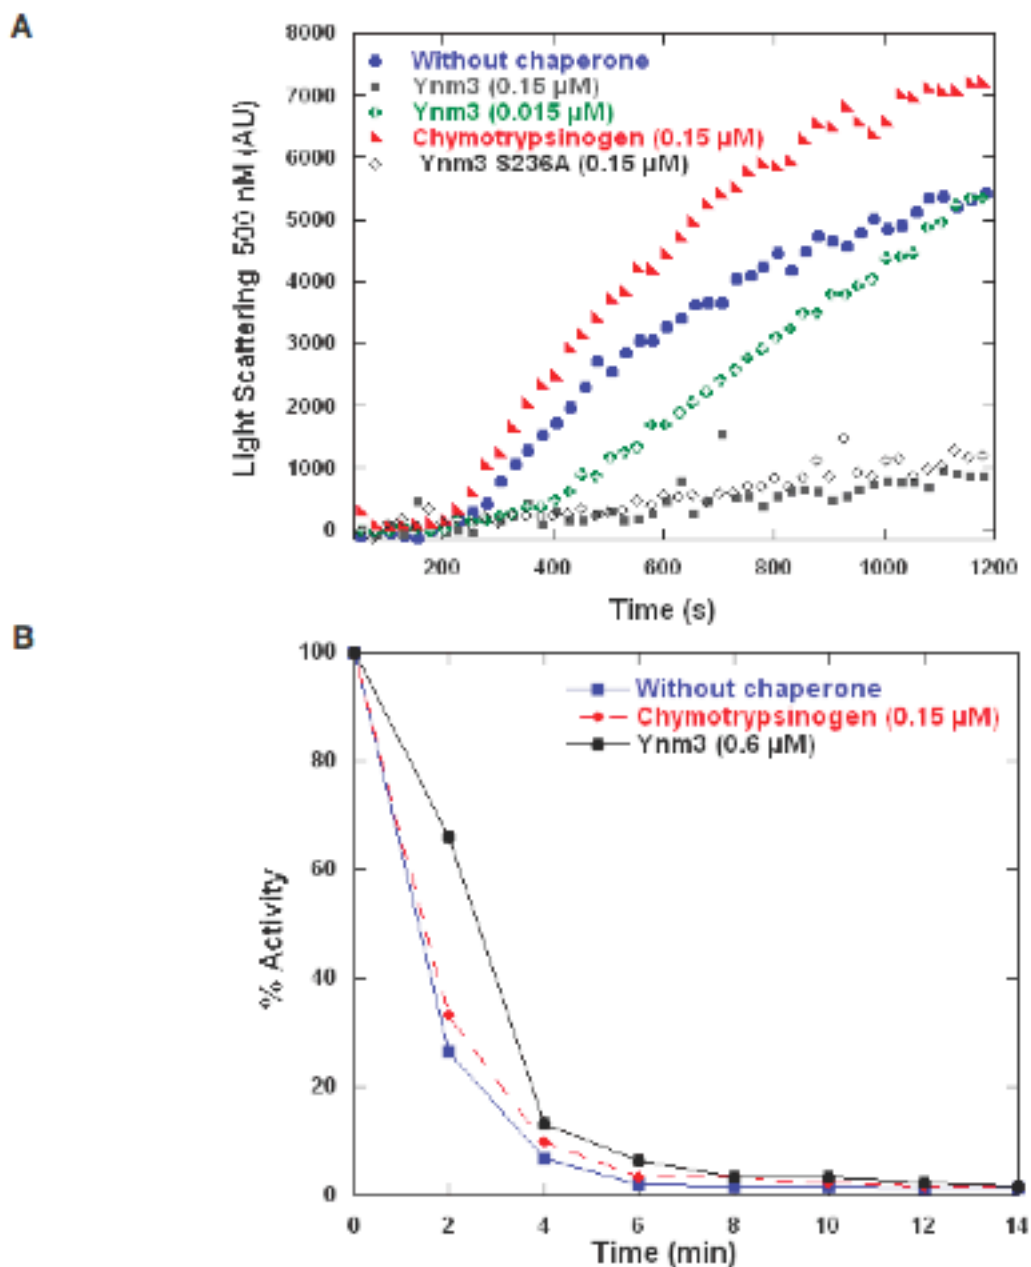 A
8000
7000
6000
5000
4000
3000
2000
1000
0
Light Scattering 500 nM (AU)
Without chaperone
Ynm3 (0.15 µM)
Ynm3 (0.015 µM)
Chymotrypsinogen (0.15 µM)
Ynm3 S236A (0.15 µM)
200 400 600 800 1000 1200
Time (s)
B
100
80
60
40
20
0
% Activity
Without chaperone
Chymotrypsinogen (0.15 µM)
Ynm3 (0.6 µM)
0 2 4 6 8 10 12 14
Time (min)